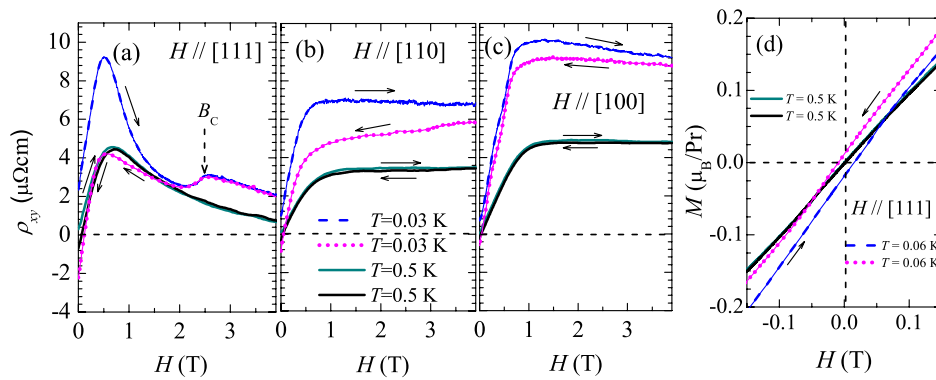 (a) H // [111]
B_C
(b) H // [110]
T=0.03 K
T=0.03 K
T=0.5 K
T=0.5 K
(c)
H // [100]
(d)
T = 0.5 K
T = 0.5 K
H // [111]
T = 0.06 K
T = 0.06 K
ρ_xy (μΩcm)
10
8
6
4
2
0
-2
-4
0 1 2 3
0 1 2 3
0 1 2 3
H (T)
H (T)
H (T)
M (μ_B/Pr)
0.2
0.1
0.0
-0.1
-0.2
-0.1 0.0 0.1
H (T)